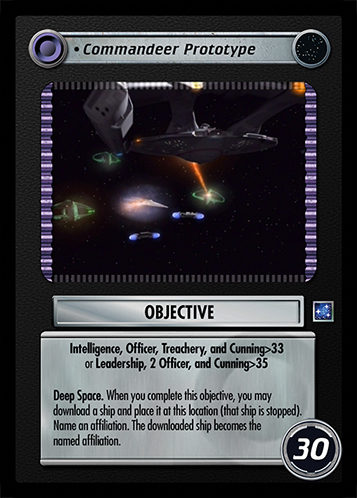 • Commandeer Prototype
OBJECTIVE
Intelligence, Officer, Treachery, and Cunning>33
or Leadership, 2 Officer, and Cunning>35
Deep Space. When you complete this objective, you may
download a ship and place it at this location (that ship is stopped).
Name an affiliation. The downloaded ship becomes the
named affiliation.
30